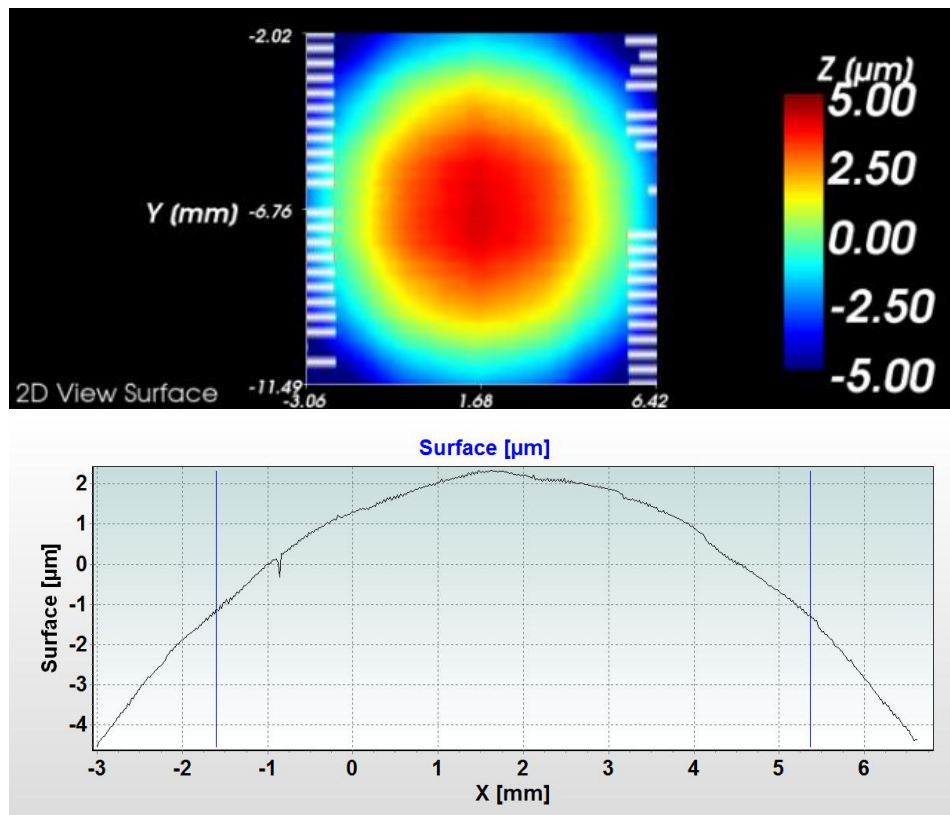 -2.02
Z (μm)
5.00
2.50
Y (mm) -6.76
0.00
-2.50
-5.00
2D View Surface
-11.49
-3.06 1.68 6.42
Surface [μm]
2
1
0
-1
-2
-3
-4
Surface [μm]
-3 -2 -1 0 1 2 3 4 5 6
X [mm]